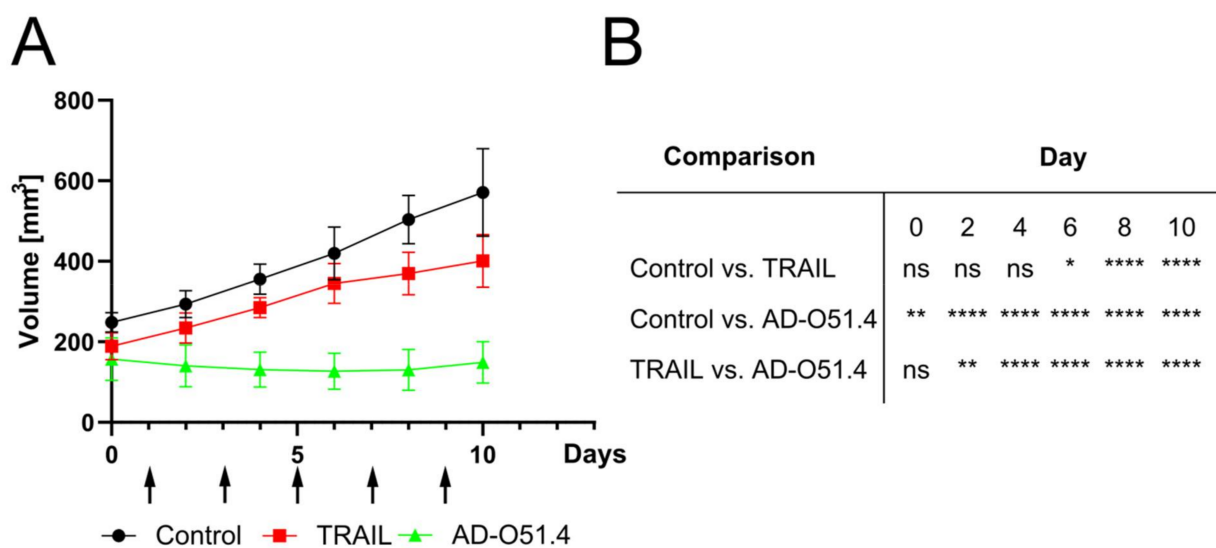 A
Volume [mm³]
800
600
400
200
0
0 5 10 Days
Control TRAIL AD-O51.4
B
Comparison Day
0 2 4 6 8 10
Control vs. TRAIL ns ns ns * **** ****
Control vs. AD-O51.4 ** **** **** **** **** ****
TRAIL vs. AD-O51.4 ns ** **** **** **** ****